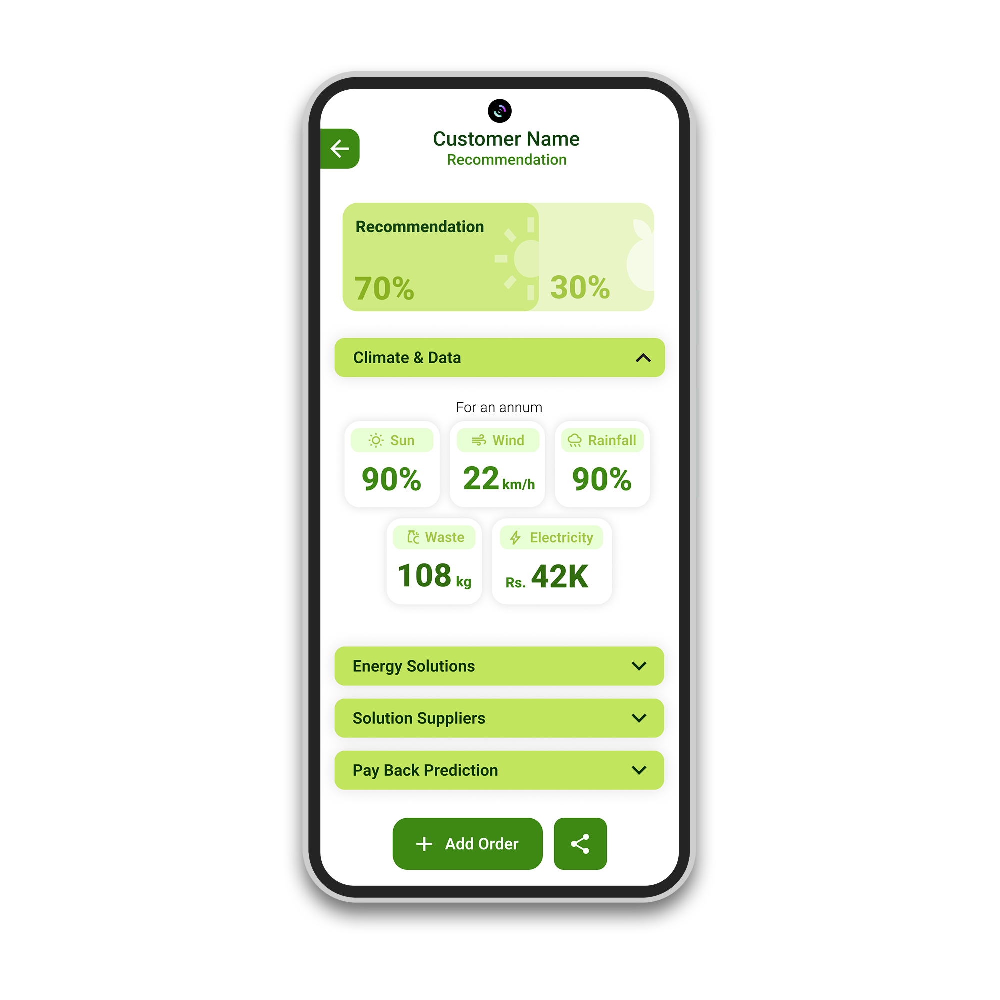 Customer Name
Recommendation
Recommendation
70%
30%
Climate & Data
For an annum
Sun
Wind
Rainfall
90%
22 km/h
90%
Waste
Electricity
108 kg
Rs. 42K
Energy Solutions
Solution Suppliers
Pay Back Prediction
Add Order